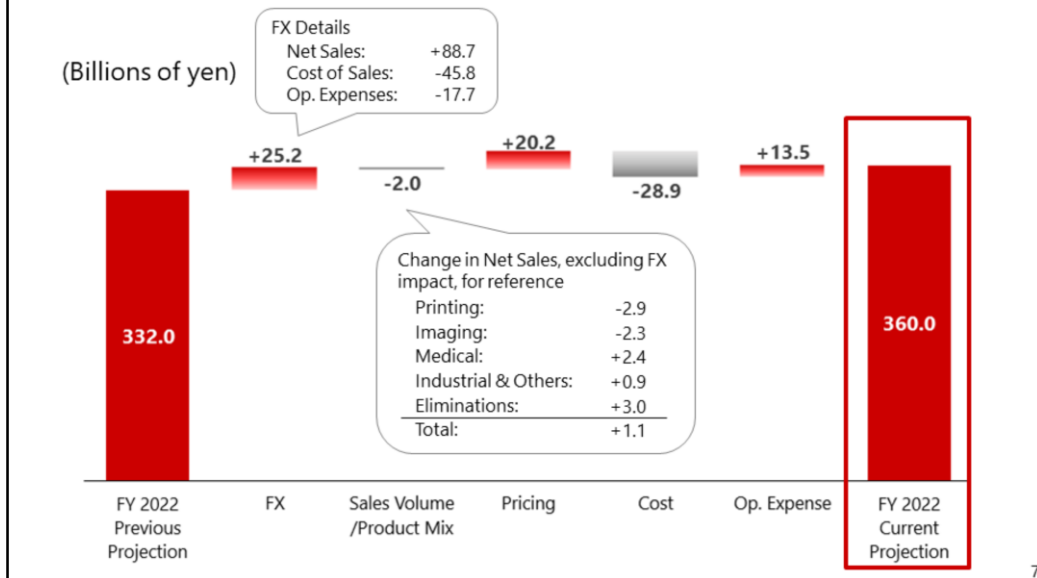 FX Details
Net Sales: +88.7
Cost of Sales: -45.8
Op. Expenses: -17.7
(Billions of yen)
+25.2
-2.0
+20.2
-28.9
+13.5
Change in Net Sales, excluding FX
impact, for reference
Printing: -2.9
Imaging: -2.3
Medical: +2.4
Industrial & Others: +0.9
Eliminations: +3.0
Total: +1.1
332.0
360.0
FY 2022
Previous
Projection
FX
Sales Volume
/Product Mix
Pricing
Cost
Op. Expense
FY 2022
Current
Projection
7